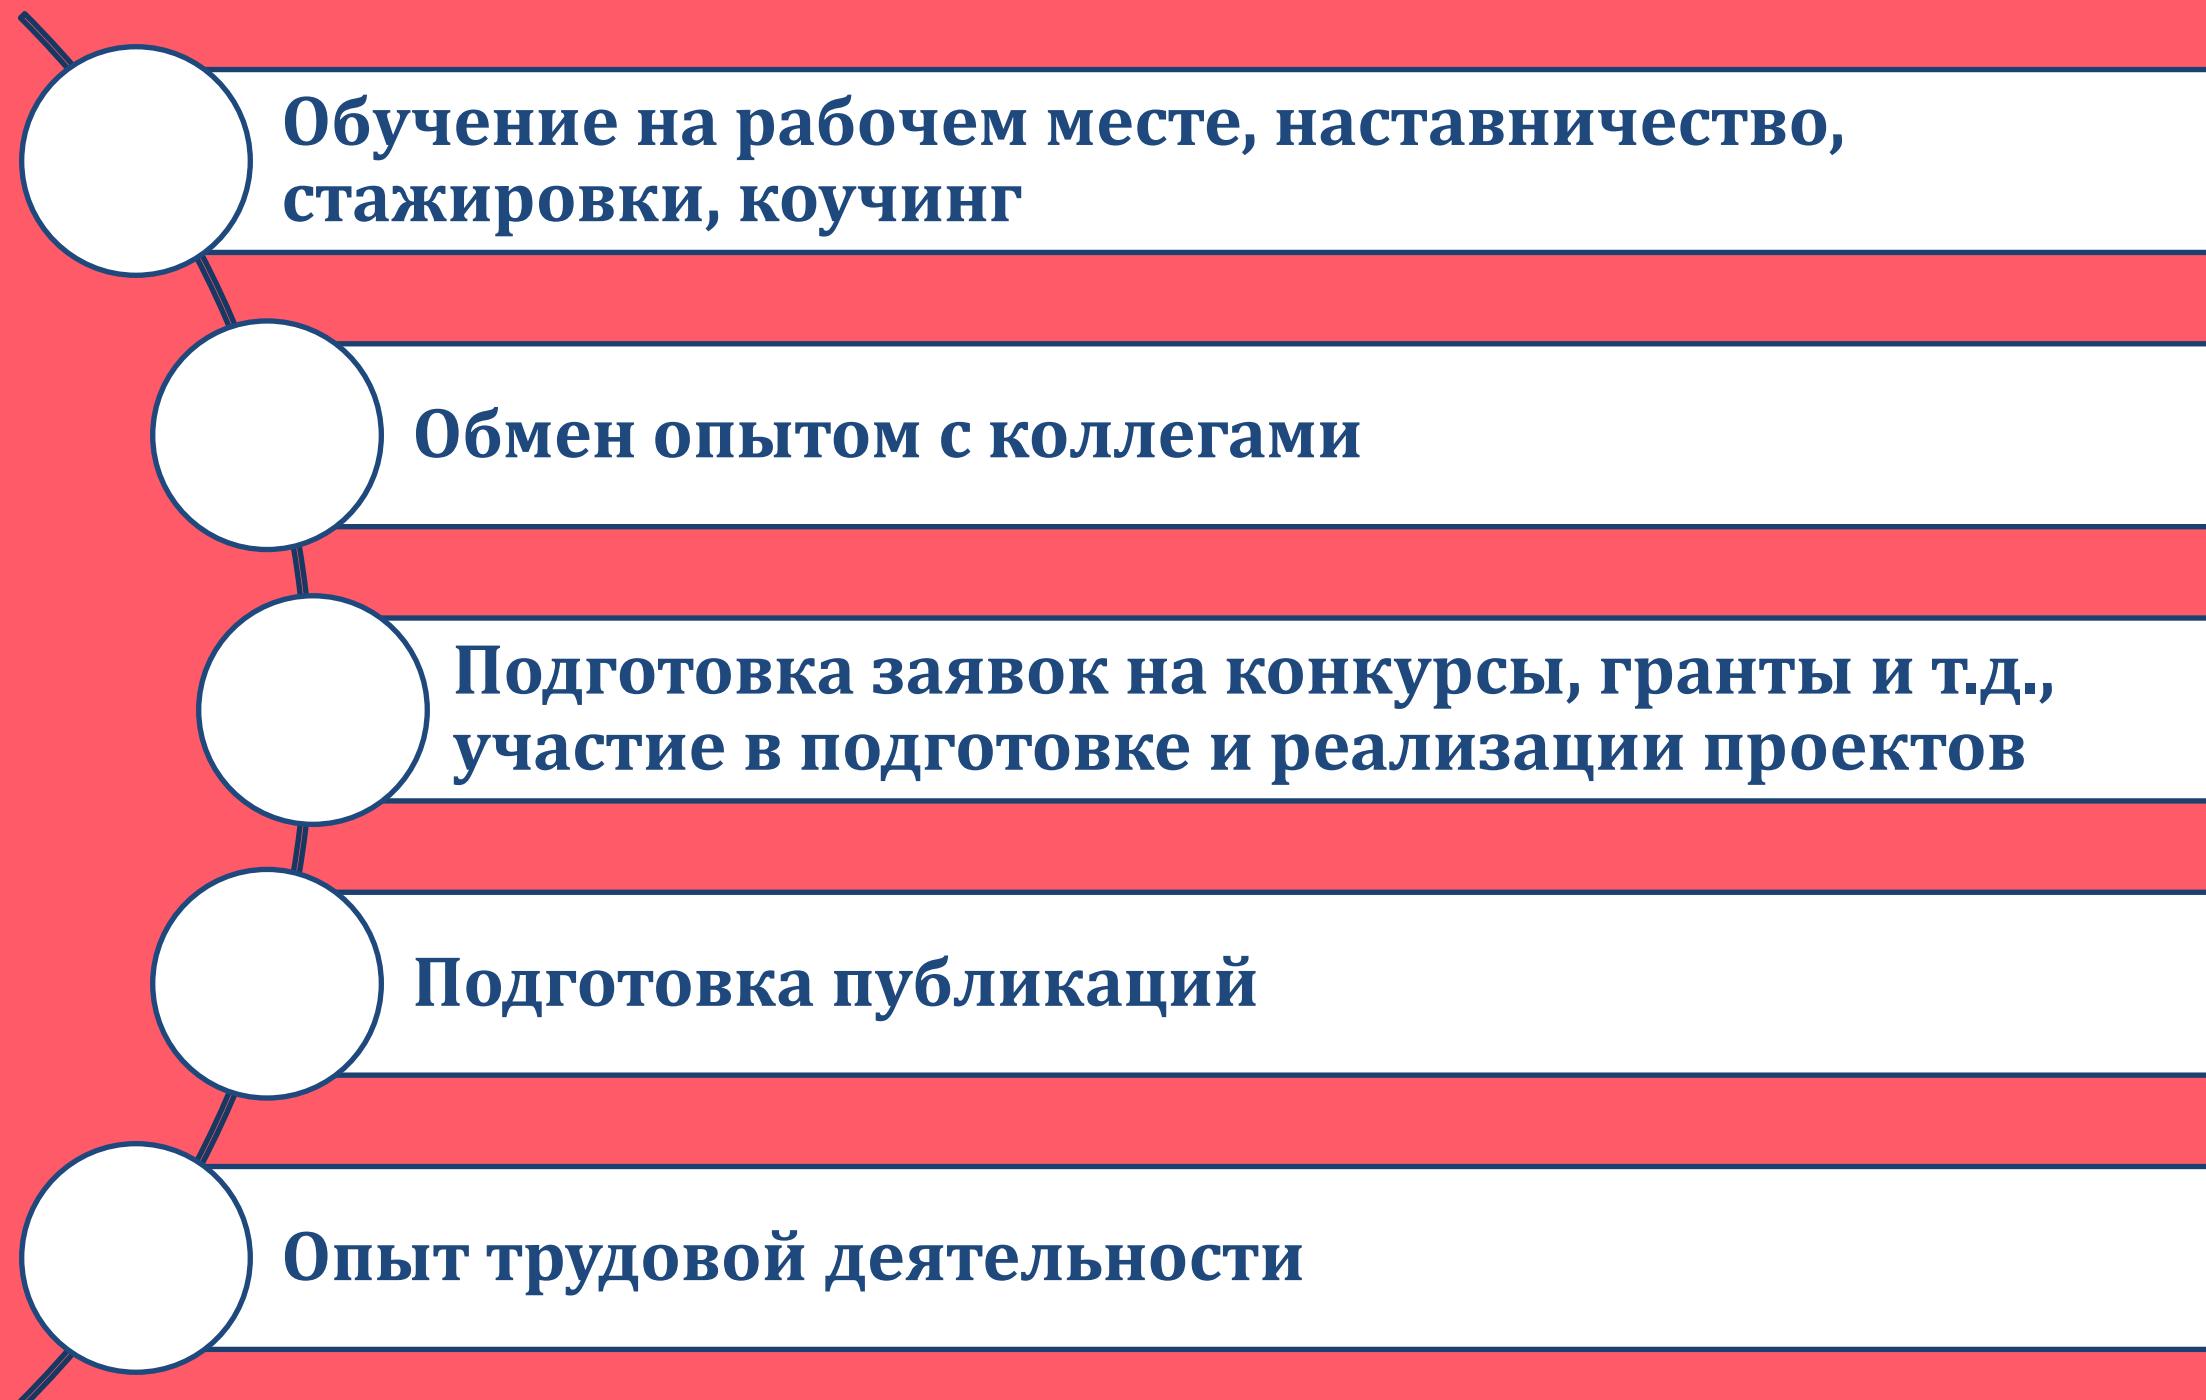 Обучение на рабочем месте, наставничество,
стажировки, коучинг
Обмен опытом с коллегами
Подготовка заявок на конкурсы, гранты и т.д.,
участие в подготовке и реализации проектов
Подготовка публикаций
Опыт трудовой деятельности